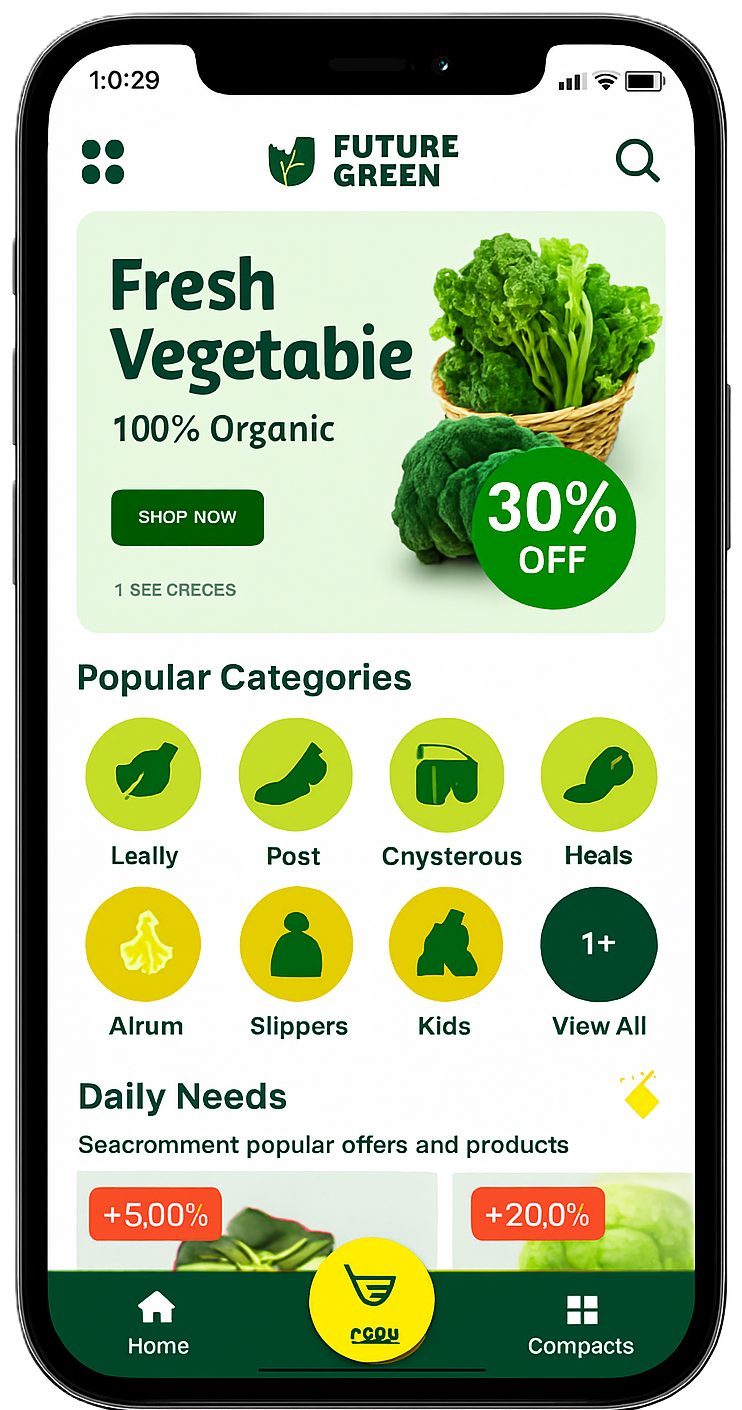 1:0:29
FUTURE
GREEN
Fresh
Vegetabie
100% Organic
SHOP NOW
1 SEE CRECES
30%
OFF
Popular Categories
Leally
Post
Cnysterous
Heals
Alrum
Slippers
Kids
1+
View All
Daily Needs
Seacromment popular offers and products
+5,00%
+20,0%
Home
Compacts